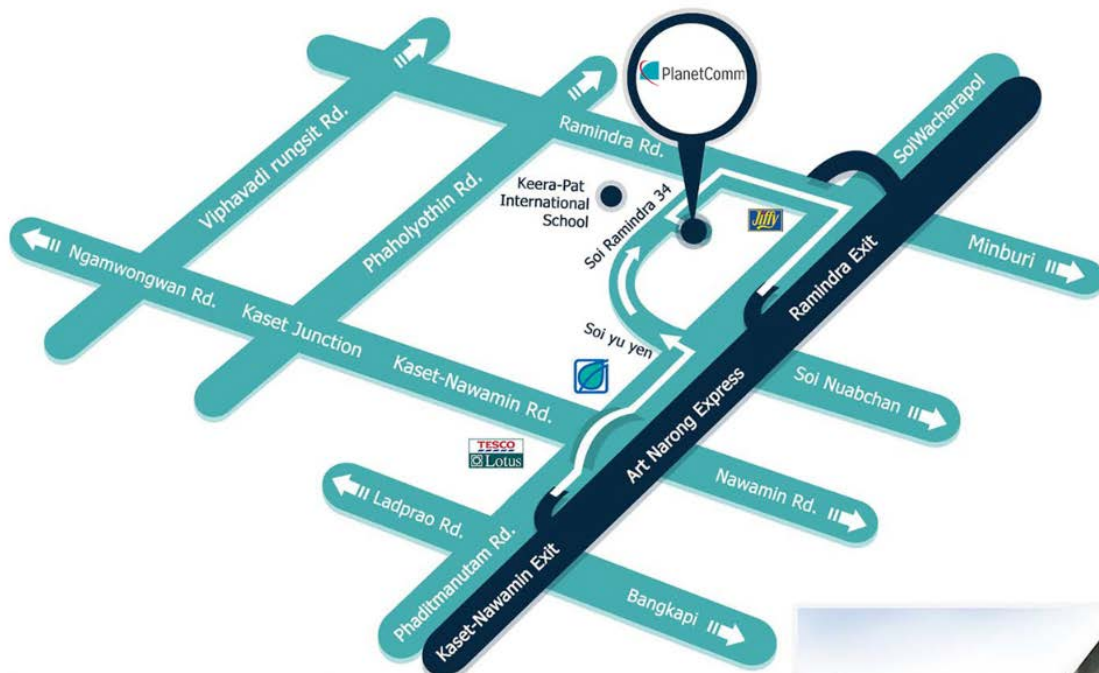 PlanetComm
Viphavadi rungsit Rd.
Phaholyothin Rd.
Ramindra Rd.
SoiWacharapol
Keera-Pat
International
School
Soi Ramindra 34
Jiffy
Minburi
Ramindra Exit
Ngamwongwan Rd.
Kaset Junction
Kaset-Nawamin Rd.
Soi yu yen
Soi Nuabchan
Art Narong Express
TESCO
Lotus
Nawamin Rd.
Ladprao Rd.
Phaditmanutam Rd.
Kaset-Nawamin Exit
Bangkapi